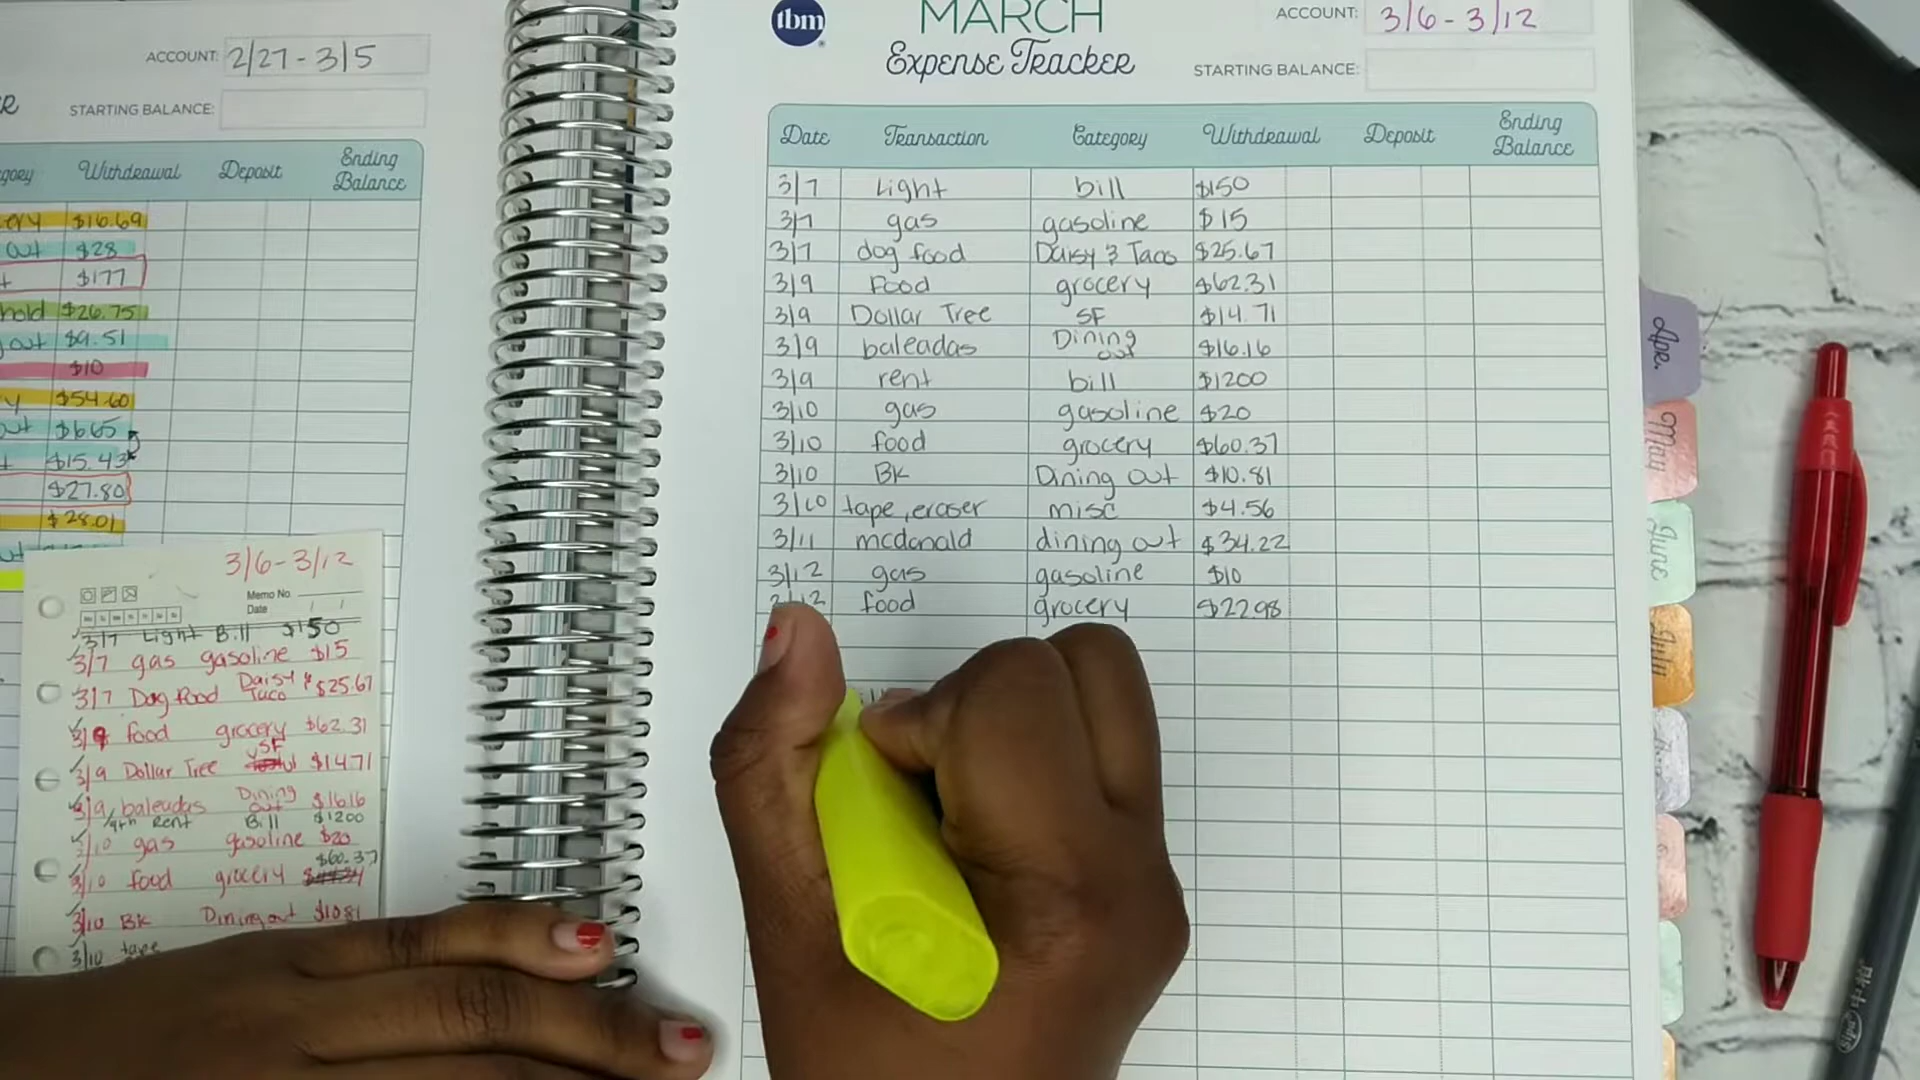 ACCOUNT: 2/27 - 3/5
STARTING BALANCE:
Withdrawal Deposit Ending Balance
$16.69
out $28
$177
hold $26.75
out $9.51
$10
y $54.60
out $6.65
$15.43
$27.80
$28.01
3/6-3/12
Memo No.
Date / /
3/7 Light Bill $150
3/7 gas gasoline $15
3/7 Dog Food Daisy & Taco $25.67
3/9 food grocery $62.31
3/9 Dollar Tree SF $14.71
3/9 baleadas Dining out $16.16
9th Rent Bill $1200
3/10 gas gasoline $20
3/10 food grocery $60.37
3/10 BK Dining out $10.81
3/10 tape
tbm
MARCH
Expense Tracker
ACCOUNT: 3/6 - 3/12
STARTING BALANCE:
Date Transaction Category Withdrawal Deposit Ending Balance
3/7 Light bill $150
3/7 gas gasoline $15
3/7 dog food Daisy & Taco $25.67
3/9 Food grocery $62.31
3/9 Dollar Tree SF $14.71
3/9 baleadas Dining out $16.16
3/9 rent bill $1200
3/10 gas gasoline $20
3/10 food grocery $60.37
3/10 BK Dining out $10.81
3/10 tape, eraser misc $4.56
3/11 mcdonald dining out $34.22
3/12 gas gasoline $10
3/12 food grocery $22.98
Apr.
May
June
July